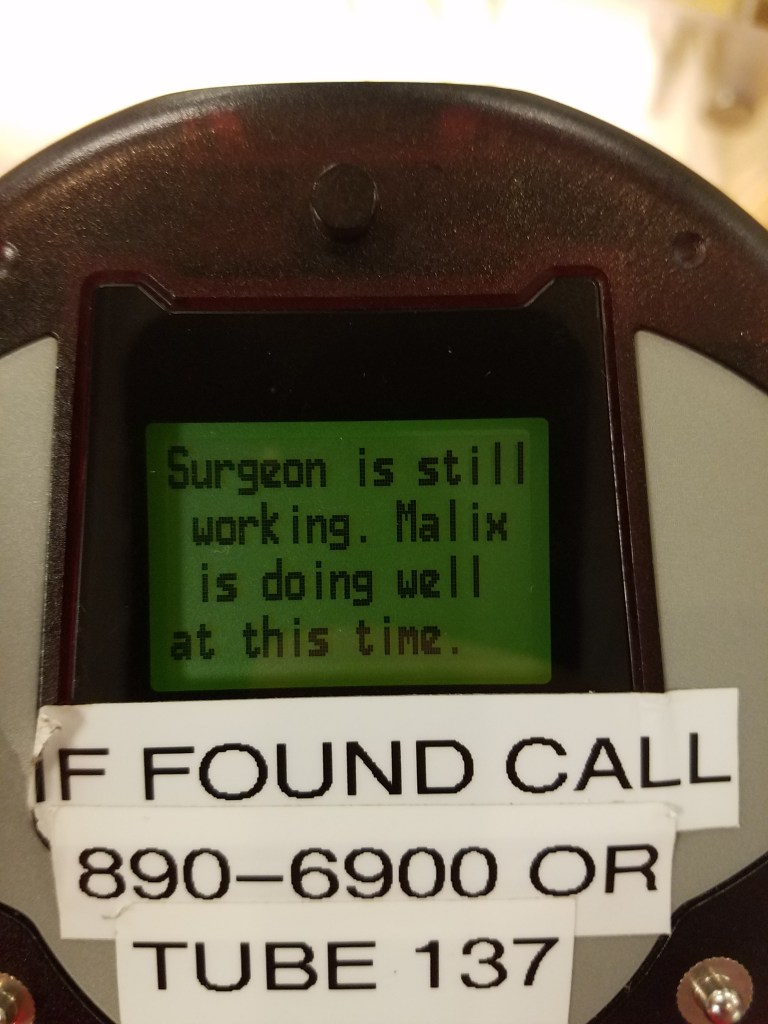 Surgeon is still
working. Malix
is doing well
at this time.
IF FOUND CALL
890-6900 OR
TUBE 137